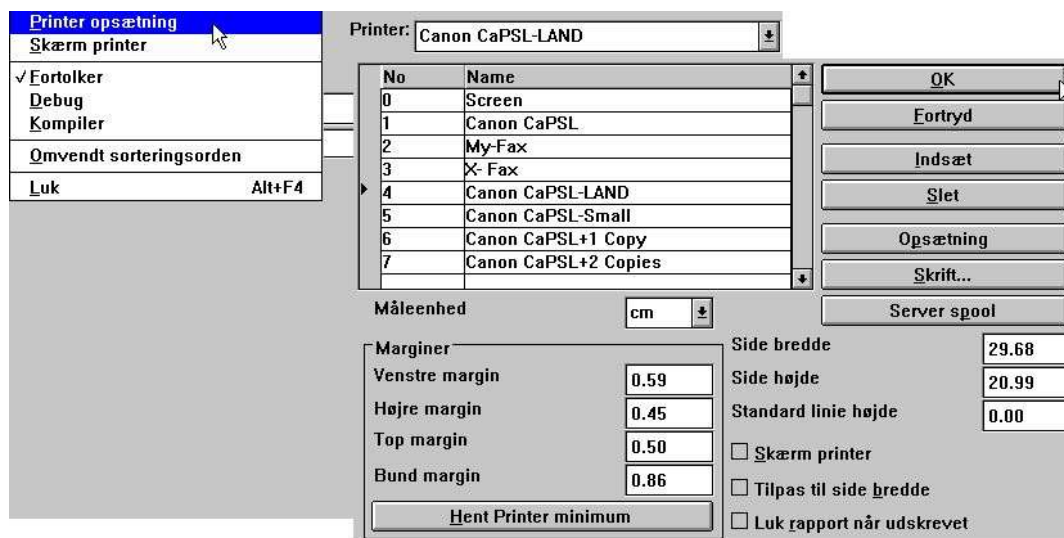 Printer opsætning
Skærm printer
Fortolker
Debug
Kompiler
Omvendt sorteringsorden
Luk Alt+F4
Printer: Canon CaPSL-LAND
No Name
0 Screen
1 Canon CaPSL
2 My-Fax
3 X- Fax
4 Canon CaPSL-LAND
5 Canon CaPSL-Small
6 Canon CaPSL+1 Copy
7 Canon CaPSL+2 Copies
OK
Fortryd
Indsæt
Slet
Opsætning
Skrift...
Server spool
Måleenhed cm
Marginer
Venstre margin 0.59
Højre margin 0.45
Top margin 0.50
Bund margin 0.86
Hent Printer minimum
Side bredde 29.68
Side højde 20.99
Standard linie højde 0.00
Skærm printer
Tilpas til side bredde
Luk rapport når udskrevet